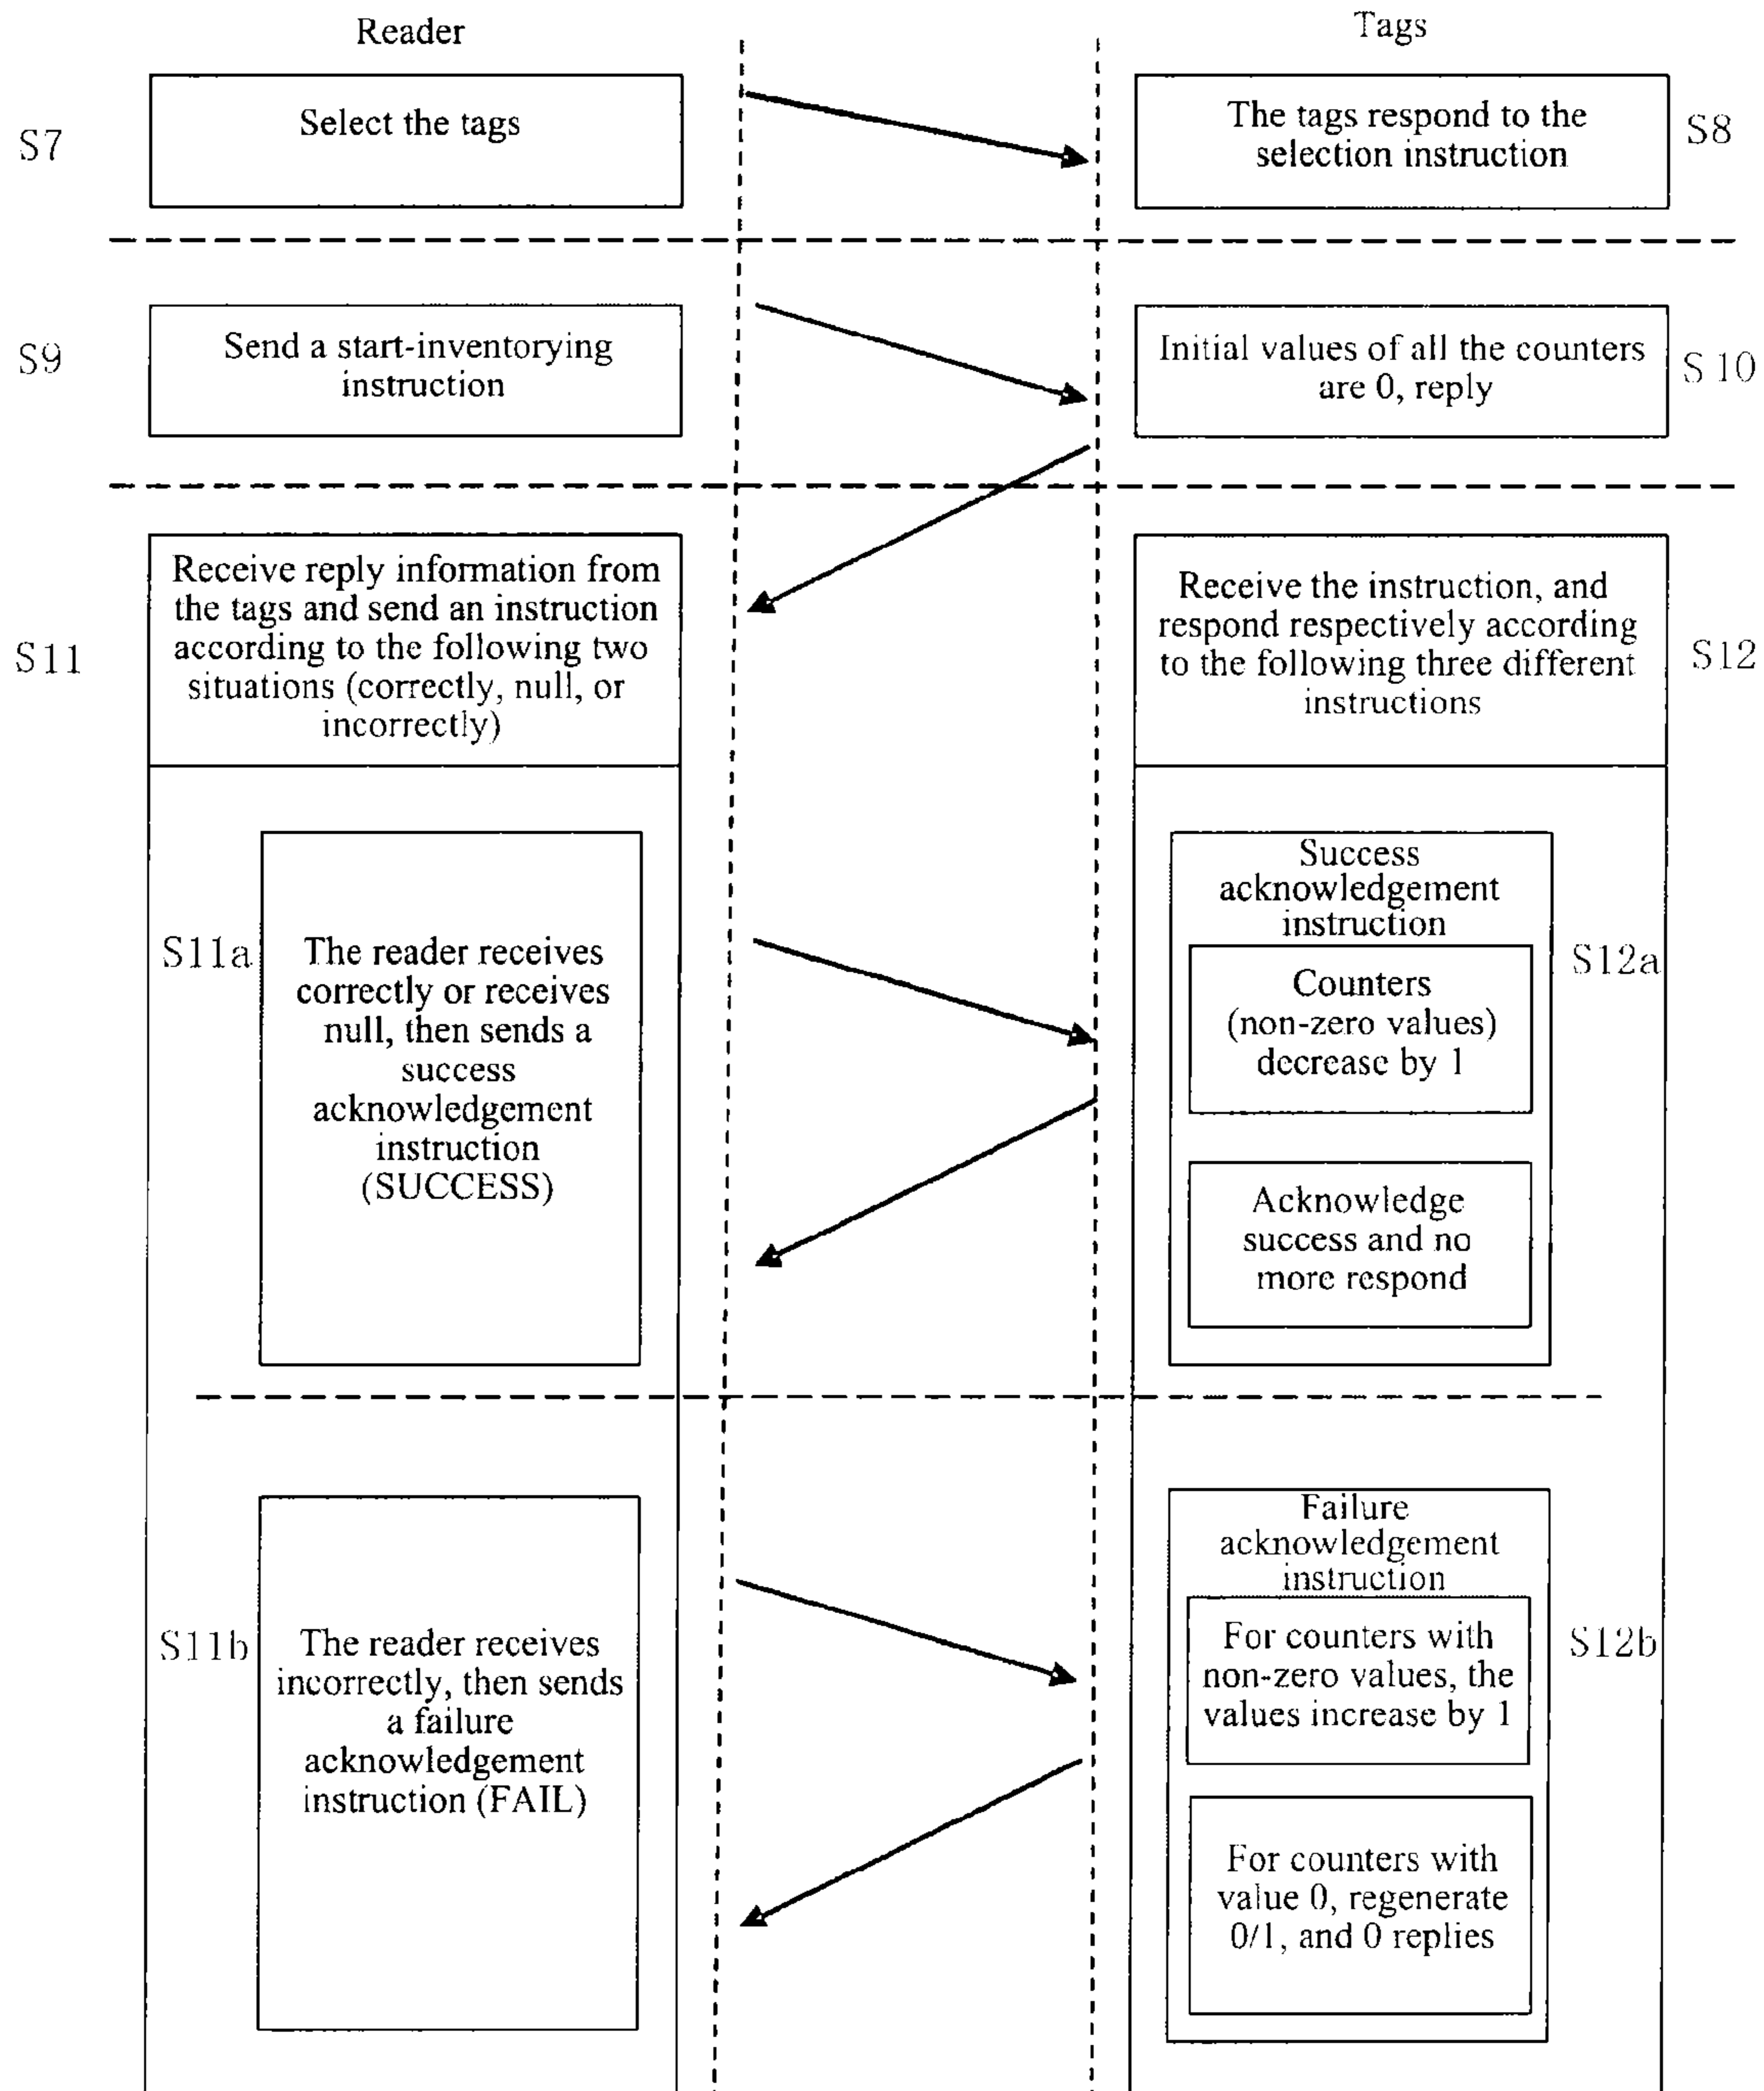 Reader
Tags
S7
Select the tags
The tags respond to the
selection instruction
S8
S9
Send a start-inventorying
instruction
Initial values of all the counters
are 0, reply
S10
S11
Receive reply information from
the tags and send an instruction
according to the following two
situations (correctly, null, or
incorrectly)
Receive the instruction, and
respond respectively according
to the following three different
instructions
S12
S11a
The reader receives
correctly or receives
null, then sends a
success
acknowledgement
instruction
(SUCCESS)
Success
acknowledgement
instruction
Counters
(non-zero values)
decrease by 1
S12a
Acknowledge
success and no
more respond
S11b
The reader receives
incorrectly, then sends
a failure
acknowledgement
instruction (FAIL)
Failure
acknowledgement
instruction
For counters with
non-zero values, the
values increase by 1
S12b
For counters with
value 0, regenerate
0/1, and 0 replies